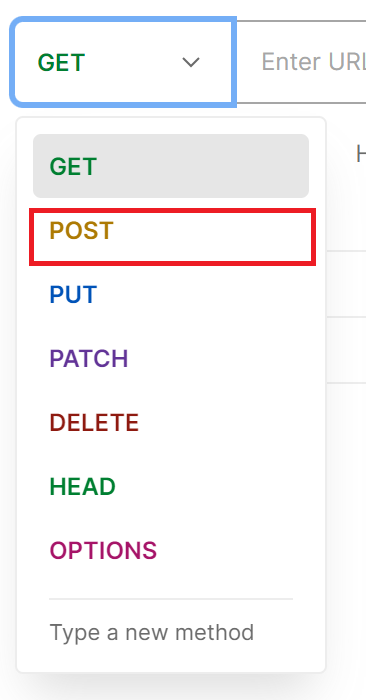 GET
Enter URL
H
GET
POST
PUT
PATCH
DELETE
HEAD
OPTIONS
Type a new method